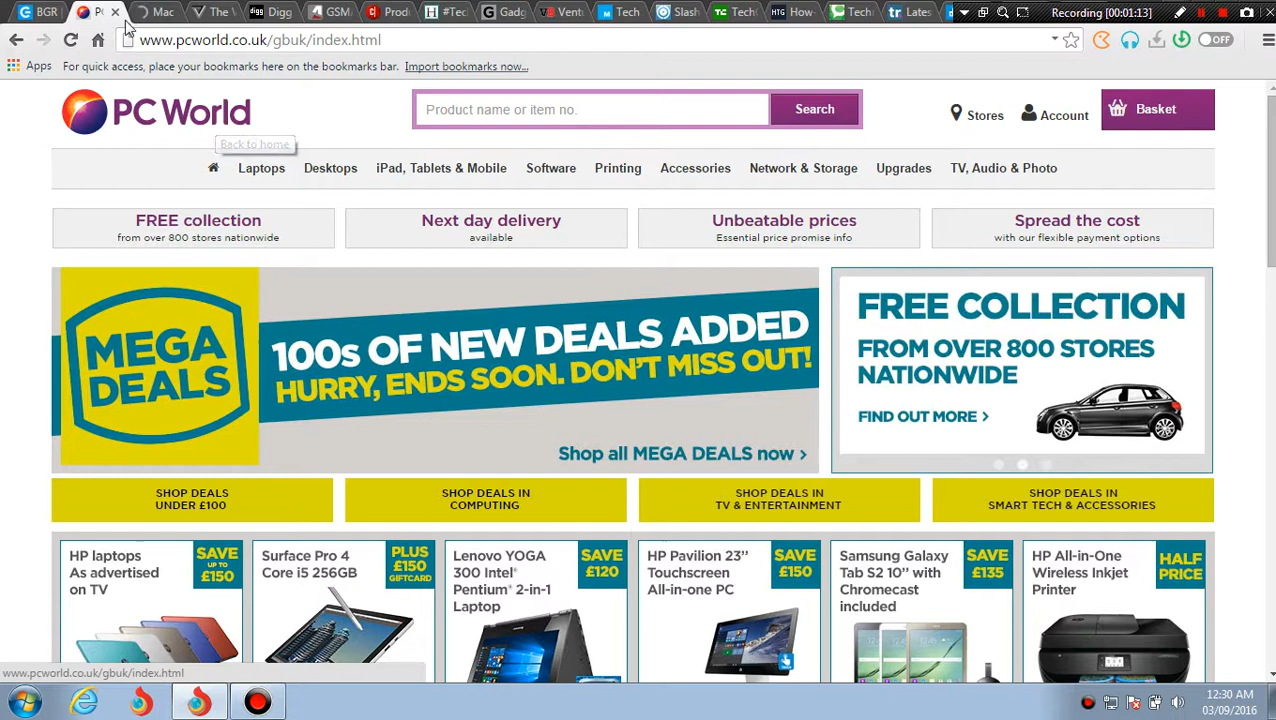 BGR PC Mac The V Digg GSM Prod #Tec Gadg Vent Tech Slash Tech How Tech Lates
Recording (00:01:13)
www.pcworld.co.uk/gbuk/index.html
OFF
Apps For quick access, place your bookmarks here on the bookmarks bar. Import bookmarks now...
PC World
Product name or item no.
Search
Stores
Account
Basket
Back to home
Laptops Desktops iPad, Tablets & Mobile Software Printing Accessories Network & Storage Upgrades TV, Audio & Photo
FREE collection
from over 800 stores nationwide
Next day delivery
available
Unbeatable prices
Essential price promise info
Spread the cost
with our flexible payment options
MEGA
DEALS
100s OF NEW DEALS ADDED
HURRY, ENDS SOON. DON'T MISS OUT!
Shop all MEGA DEALS now >
FREE COLLECTION
FROM OVER 800 STORES
NATIONWIDE
FIND OUT MORE >
SHOP DEALS
UNDER £100
SHOP DEALS IN
COMPUTING
SHOP DEALS IN
TV & ENTERTAINMENT
SHOP DEALS IN
SMART TECH & ACCESSORIES
HP laptops
As advertised
on TV
SAVE
UP TO
£150
Surface Pro 4
Core i5 256GB
PLUS
£150
GIFTCARD
Lenovo YOGA
300 Intel®
Pentium® 2-in-1
Laptop
SAVE
£120
HP Pavilion 23"
Touchscreen
All-in-one PC
SAVE
£150
Samsung Galaxy
Tab S2 10" with
Chromecast
included
SAVE
£135
HP All-in-One
Wireless Inkjet
Printer
HALF
PRICE
www.pcworld.co.uk/gbuk/index.html
12:30 AM
03/09/2016